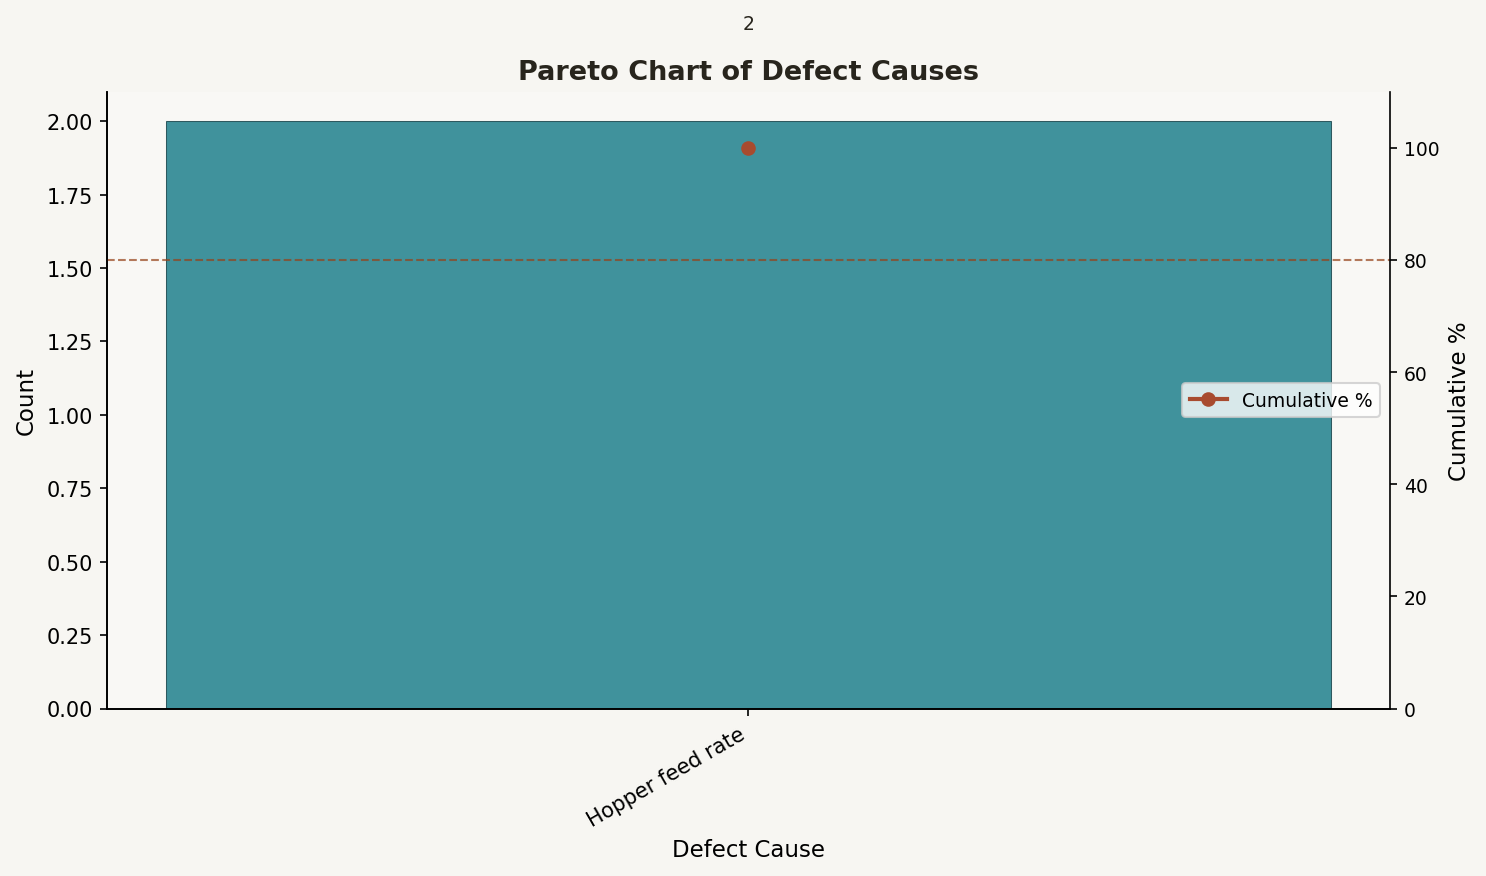 2
Pareto Chart of Defect Causes
2.00
1.75
1.50
1.25
1.00
0.75
0.50
0.25
0.00
Count
100
80
60
40
20
0
Cumulative %
Cumulative %
Hopper feed rate
Defect Cause